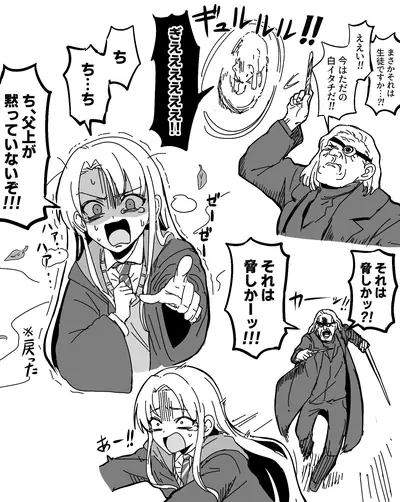 まさかそれは
生徒ですか…?!
ええい!!
今はただの
白イタチだ!!
ギュルルル!!
ぎええええええ!!
ち
ち…ち
ち、父上が
黙っていないぞ!!!
ゼー
ゼー
ハァ
ハァ
※戻った
それは
脅しかッ?!
それは
脅しかーッ!!!
カーッ!!
あー!!
ビクッ